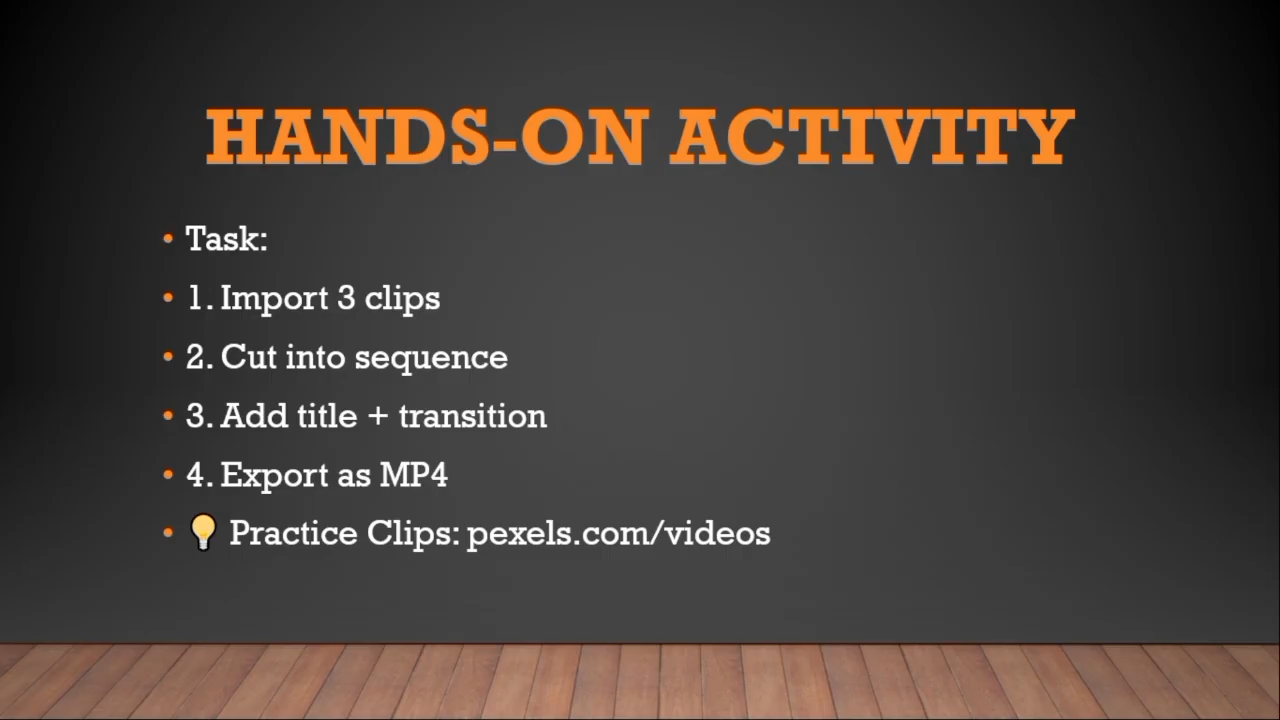 HANDS-ON ACTIVITY
• Task:
• 1. Import 3 clips
• 2. Cut into sequence
• 3. Add title + transition
• 4. Export as MP4
• 💡 Practice Clips: pexels.com/videos